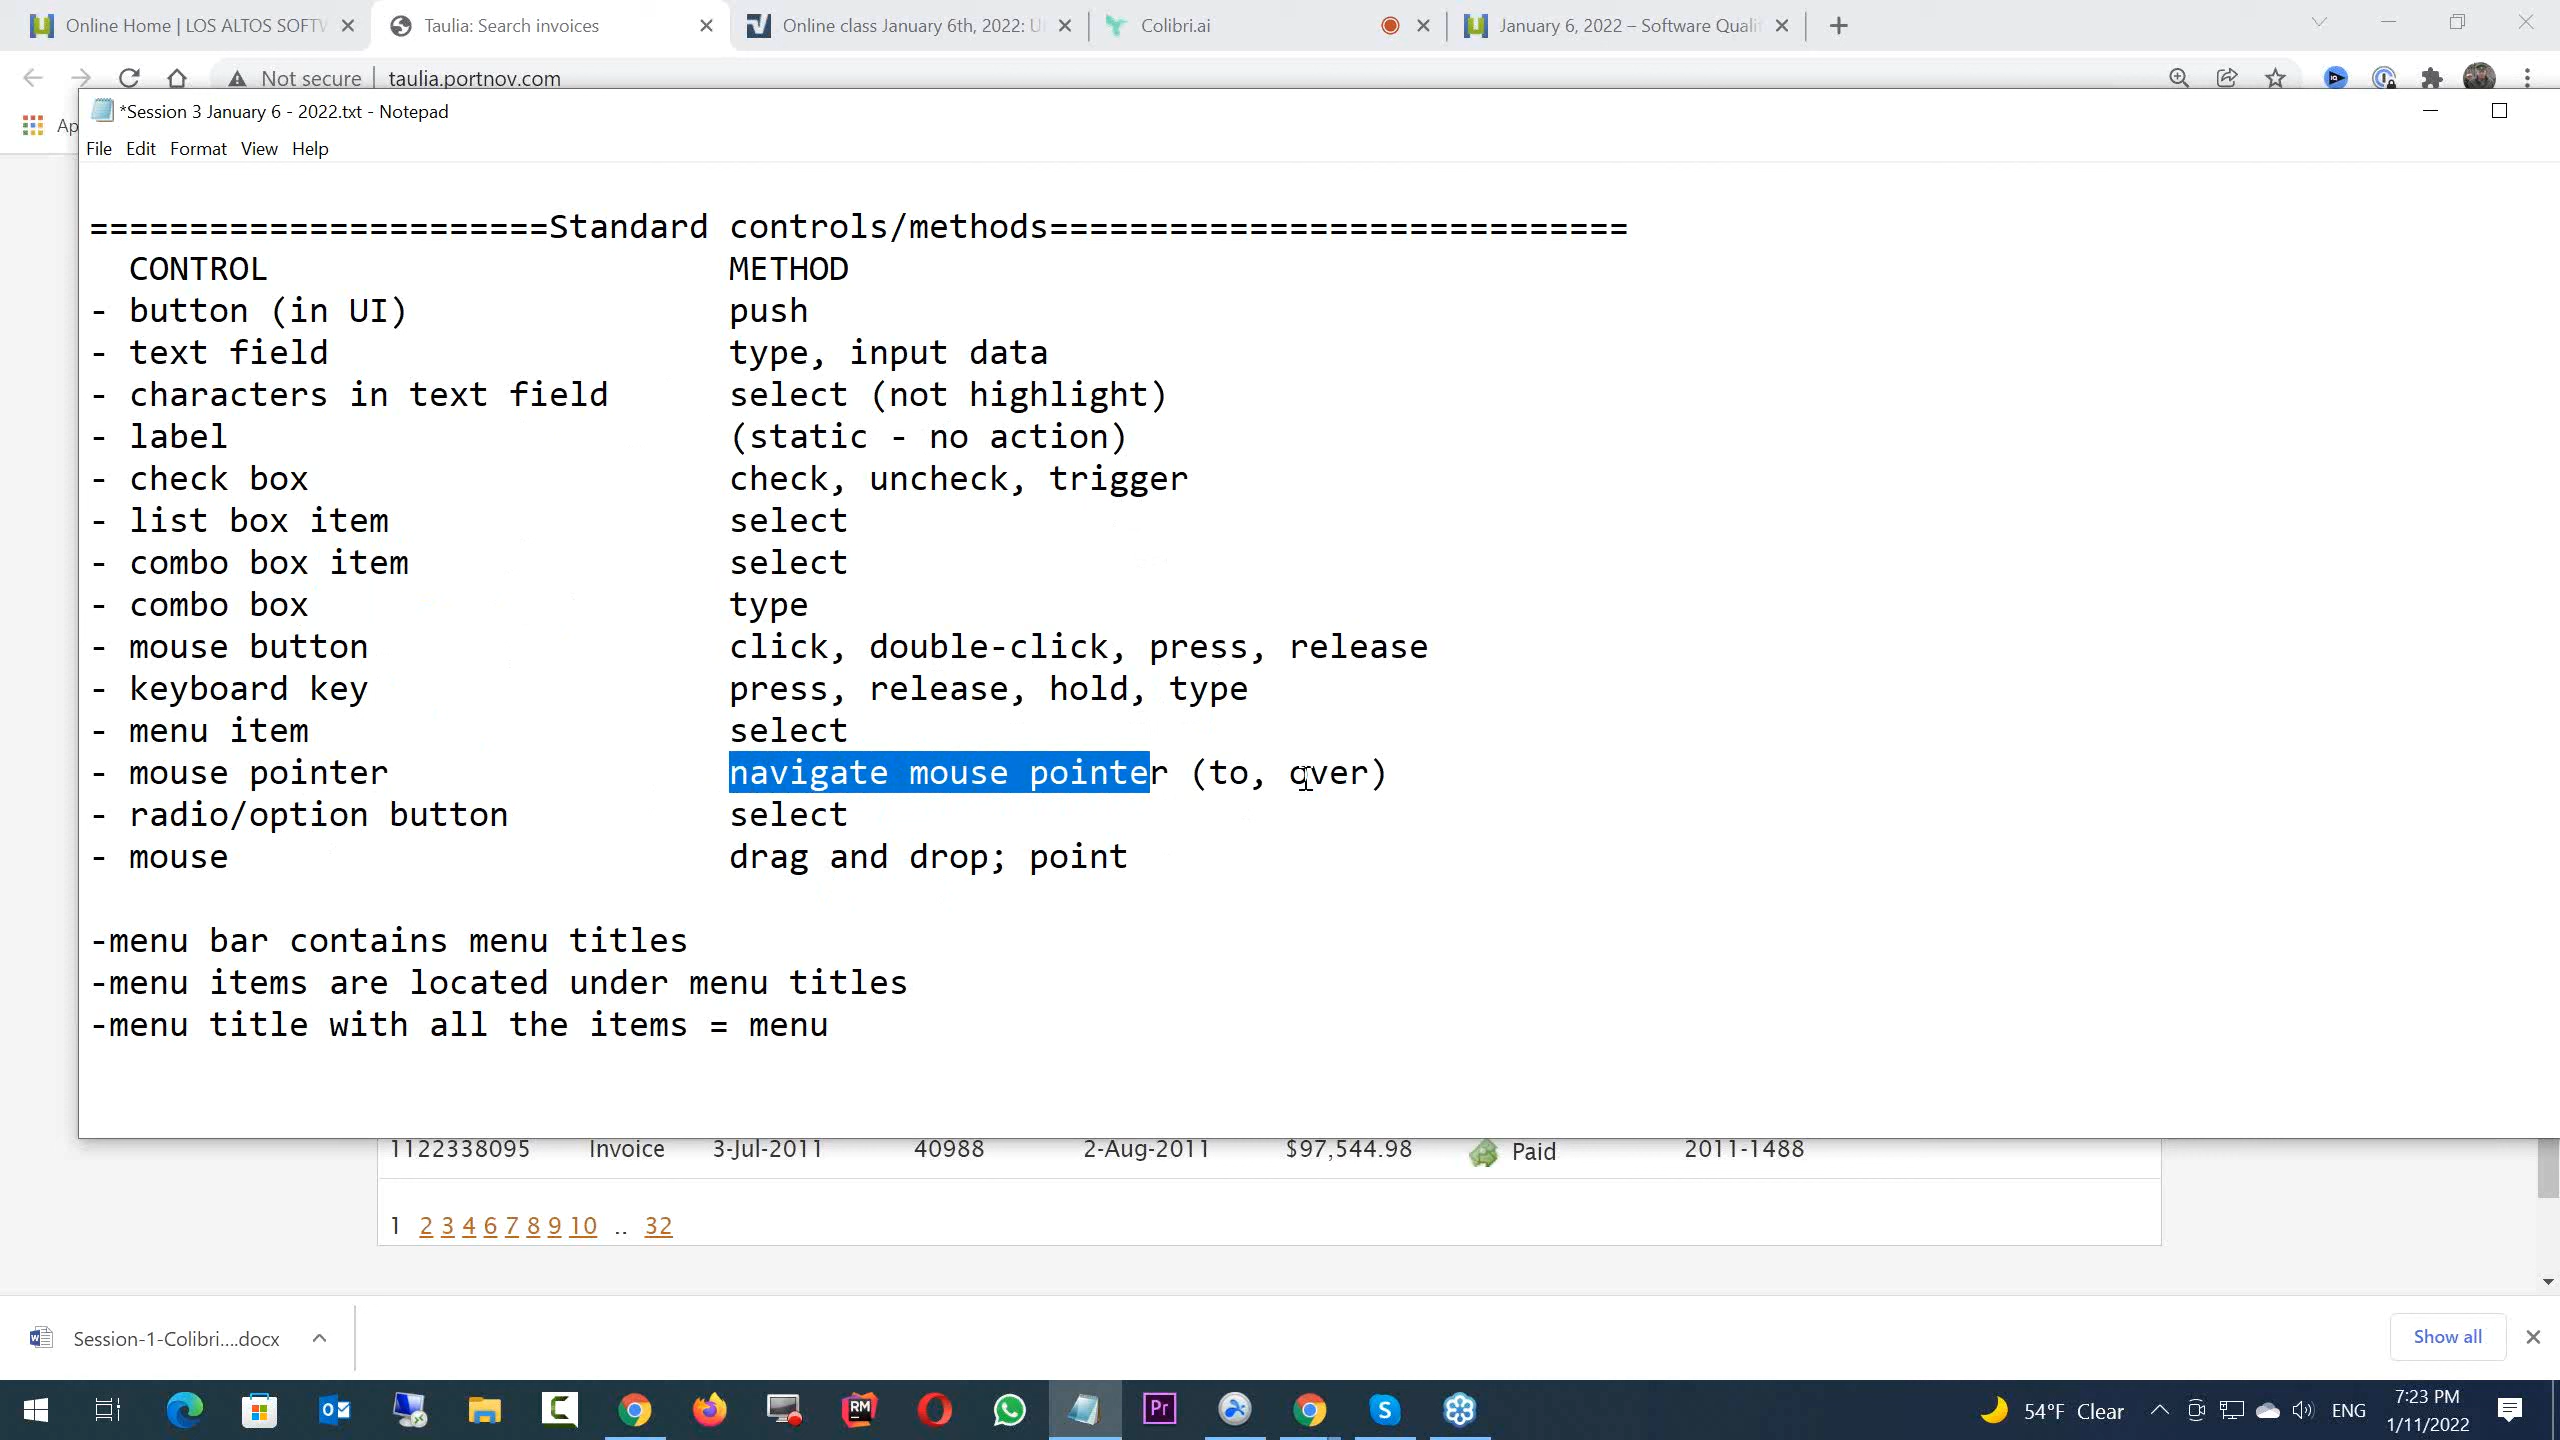 Online Home | LOS ALTOS SOFTW
Taulia: Search invoices
Online class January 6th, 2022: UI
Colibri.ai
January 6, 2022 – Software Quali
Not secure | taulia.portnov.com
Ap
*Session 3 January 6 - 2022.txt - Notepad
File Edit Format View Help
=======================Standard controls/methods=============================
CONTROL METHOD
- button (in UI) push
- text field type, input data
- characters in text field select (not highlight)
- label (static - no action)
- check box check, uncheck, trigger
- list box item select
- combo box item select
- combo box type
- mouse button click, double-click, press, release
- keyboard key press, release, hold, type
- menu item select
- mouse pointer navigate mouse pointer (to, over)
- radio/option button select
- mouse drag and drop; point
-menu bar contains menu titles
-menu items are located under menu titles
-menu title with all the items = menu
1122338095 Invoice 3-Jul-2011 40988 2-Aug-2011 $97,544.98 Paid 2011-1488
1 2 3 4 6 7 8 9 10 .. 32
Session-1-Colibri....docx
Show all
54°F Clear
ENG
7:23 PM
1/11/2022